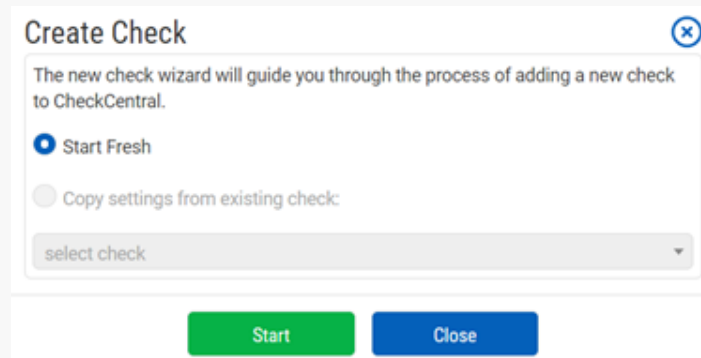 Create Check
The new check wizard will guide you through the process of adding a new check
to CheckCentral.
Start Fresh
Copy settings from existing check:
select check
Start
Close